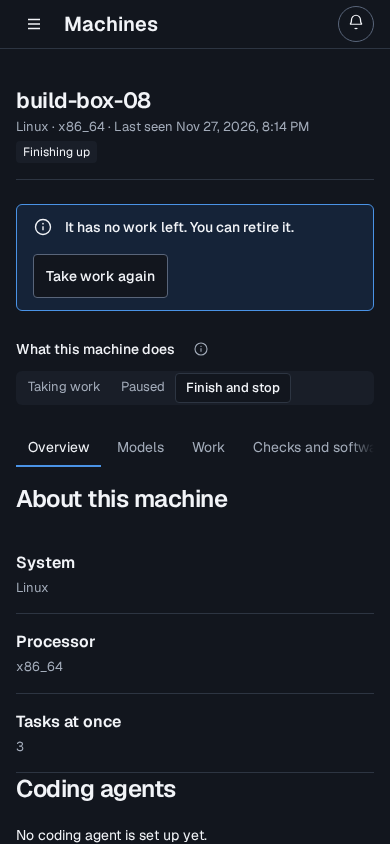 Machines
build-box-08
Linux · x86_64 · Last seen Nov 27, 2026, 8:14 PM
Finishing up
It has no work left. You can retire it.
Take work again
What this machine does
Taking work Paused Finish and stop
Overview Models Work Checks and softw
About this machine
System
Linux
Processor
x86_64
Tasks at once
3
Coding agents
No coding agent is set up yet.